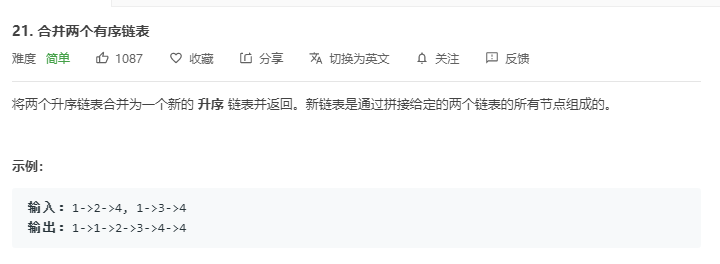 21. 合并两个有序链表
难度 简单 1087 收藏 分享 切换为英文 关注 反馈
将两个升序链表合并为一个新的 升序 链表并返回。新链表是通过拼接给定的两个链表的所有节点组成的。
示例：
输入：1->2->4, 1->3->4
输出：1->1->2->3->4->4